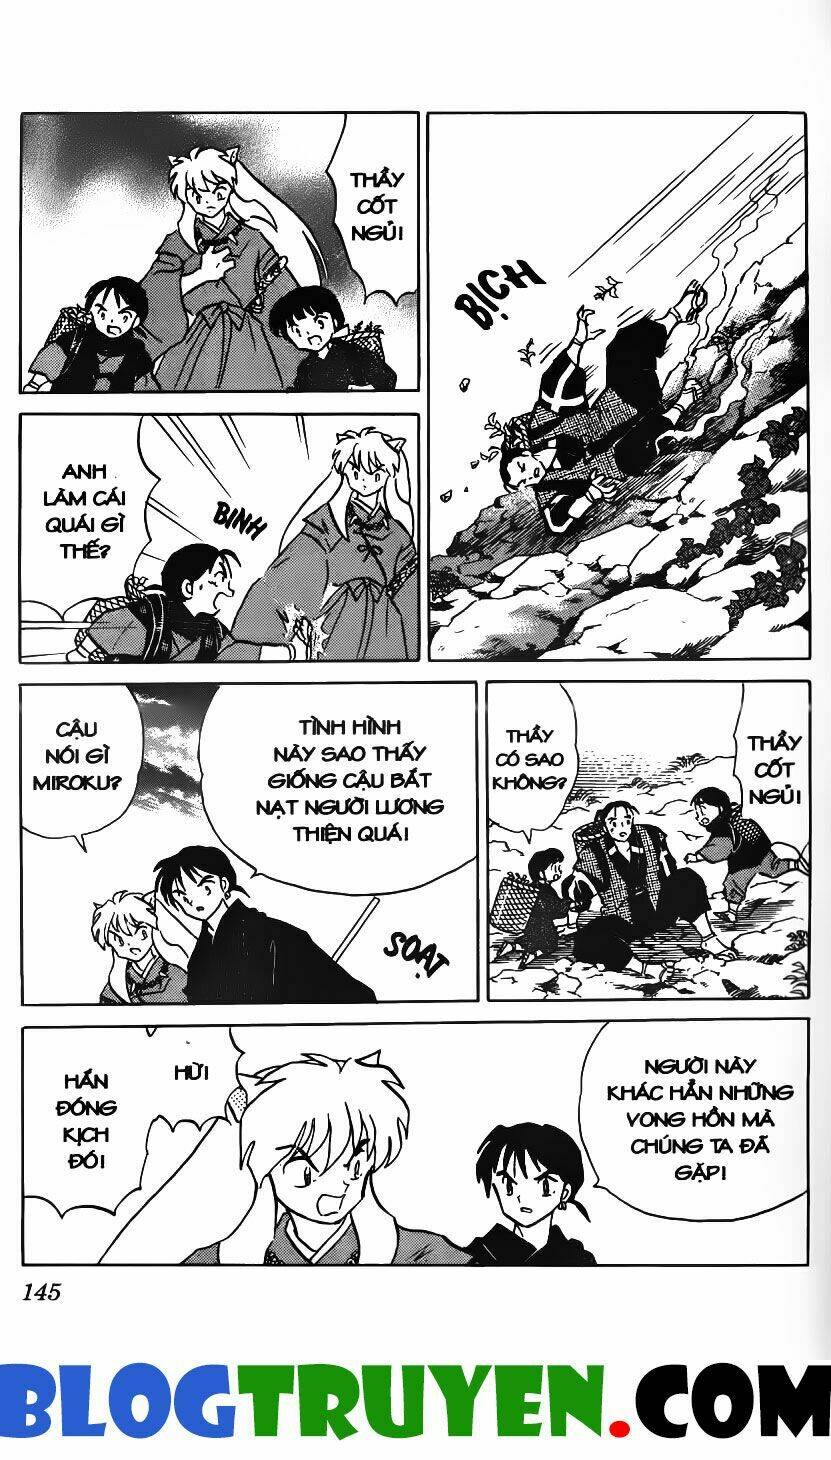 BỊCH
THẦY
CỐT
NGỦ!
ANH
LÀM CÁI
QUÁI GÌ
THẾ?
BINH
THẦY
CỐT
NGỦ!
THẦY
CÓ SAO
KHÔNG?
TÌNH HÌNH
NÀY SAO THẤY
GIỐNG CẬU BẮT
NẠT NGƯỜI LƯƠNG
THIỆN QUÁ!
CẬU
NÓI GÌ
MIROKU?
SOẠT
NGƯỜI NÀY
KHÁC HẲN NHỮNG
VONG HỒN MÀ
CHÚNG TA ĐÃ
GẶP!
HỪ!
HẮN
ĐÓNG
KỊCH
ĐÓ!
145
BLOGTRUYEN.COM